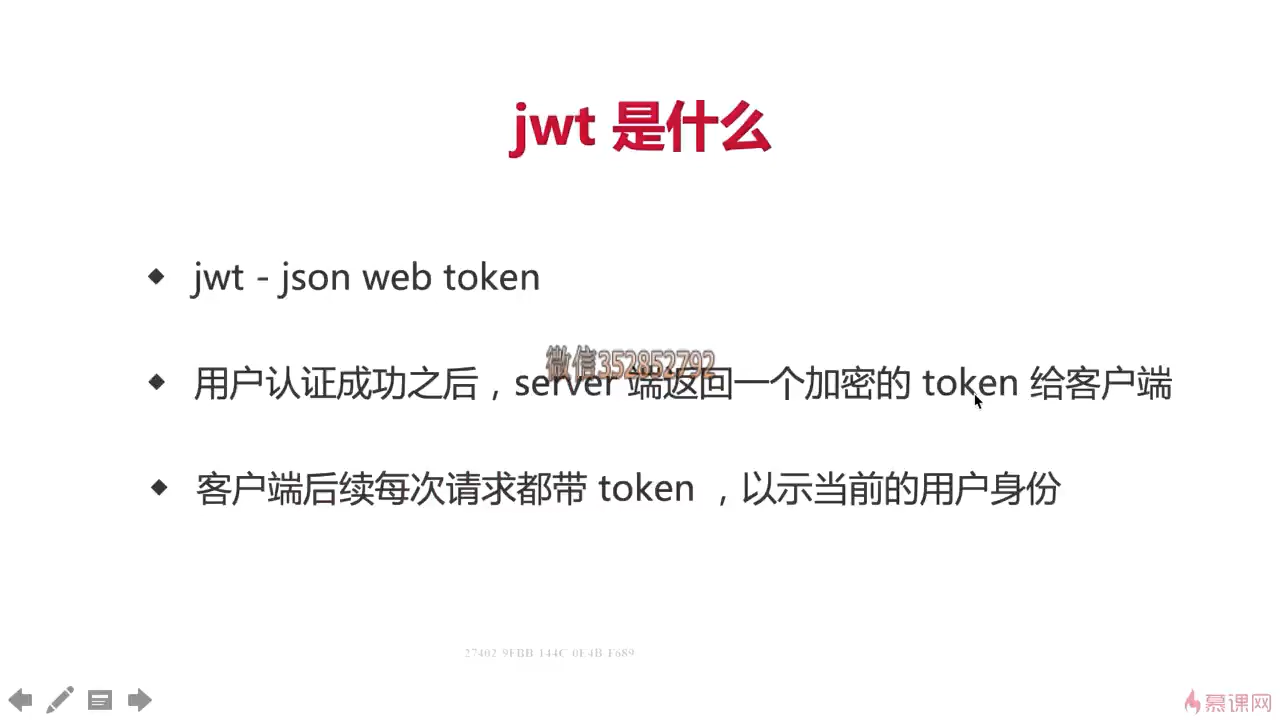 jwt 是什么
jwt - json web token
微信352852792
用户认证成功之后，server 端返回一个加密的 token 给客户端
客户端后续每次请求都带 token ，以示当前的用户身份
27402 9FBB 144C 0E4B F689
慕课网